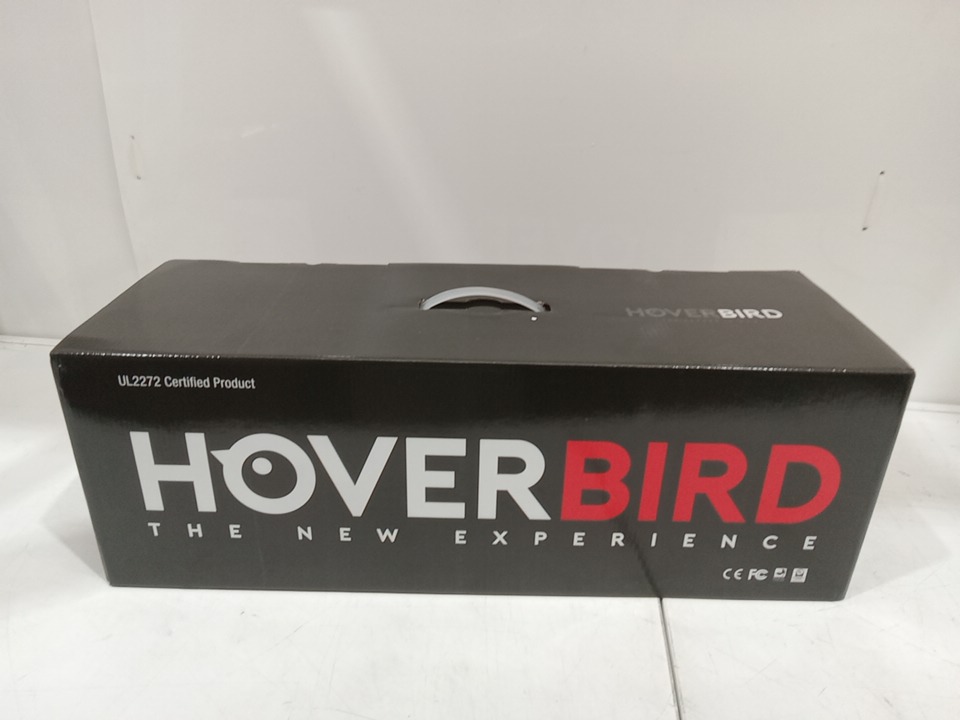 HOVERBIRD
UL2272 Certified Product
HOVERBIRD
THE NEW EXPERIENCE
CE FC